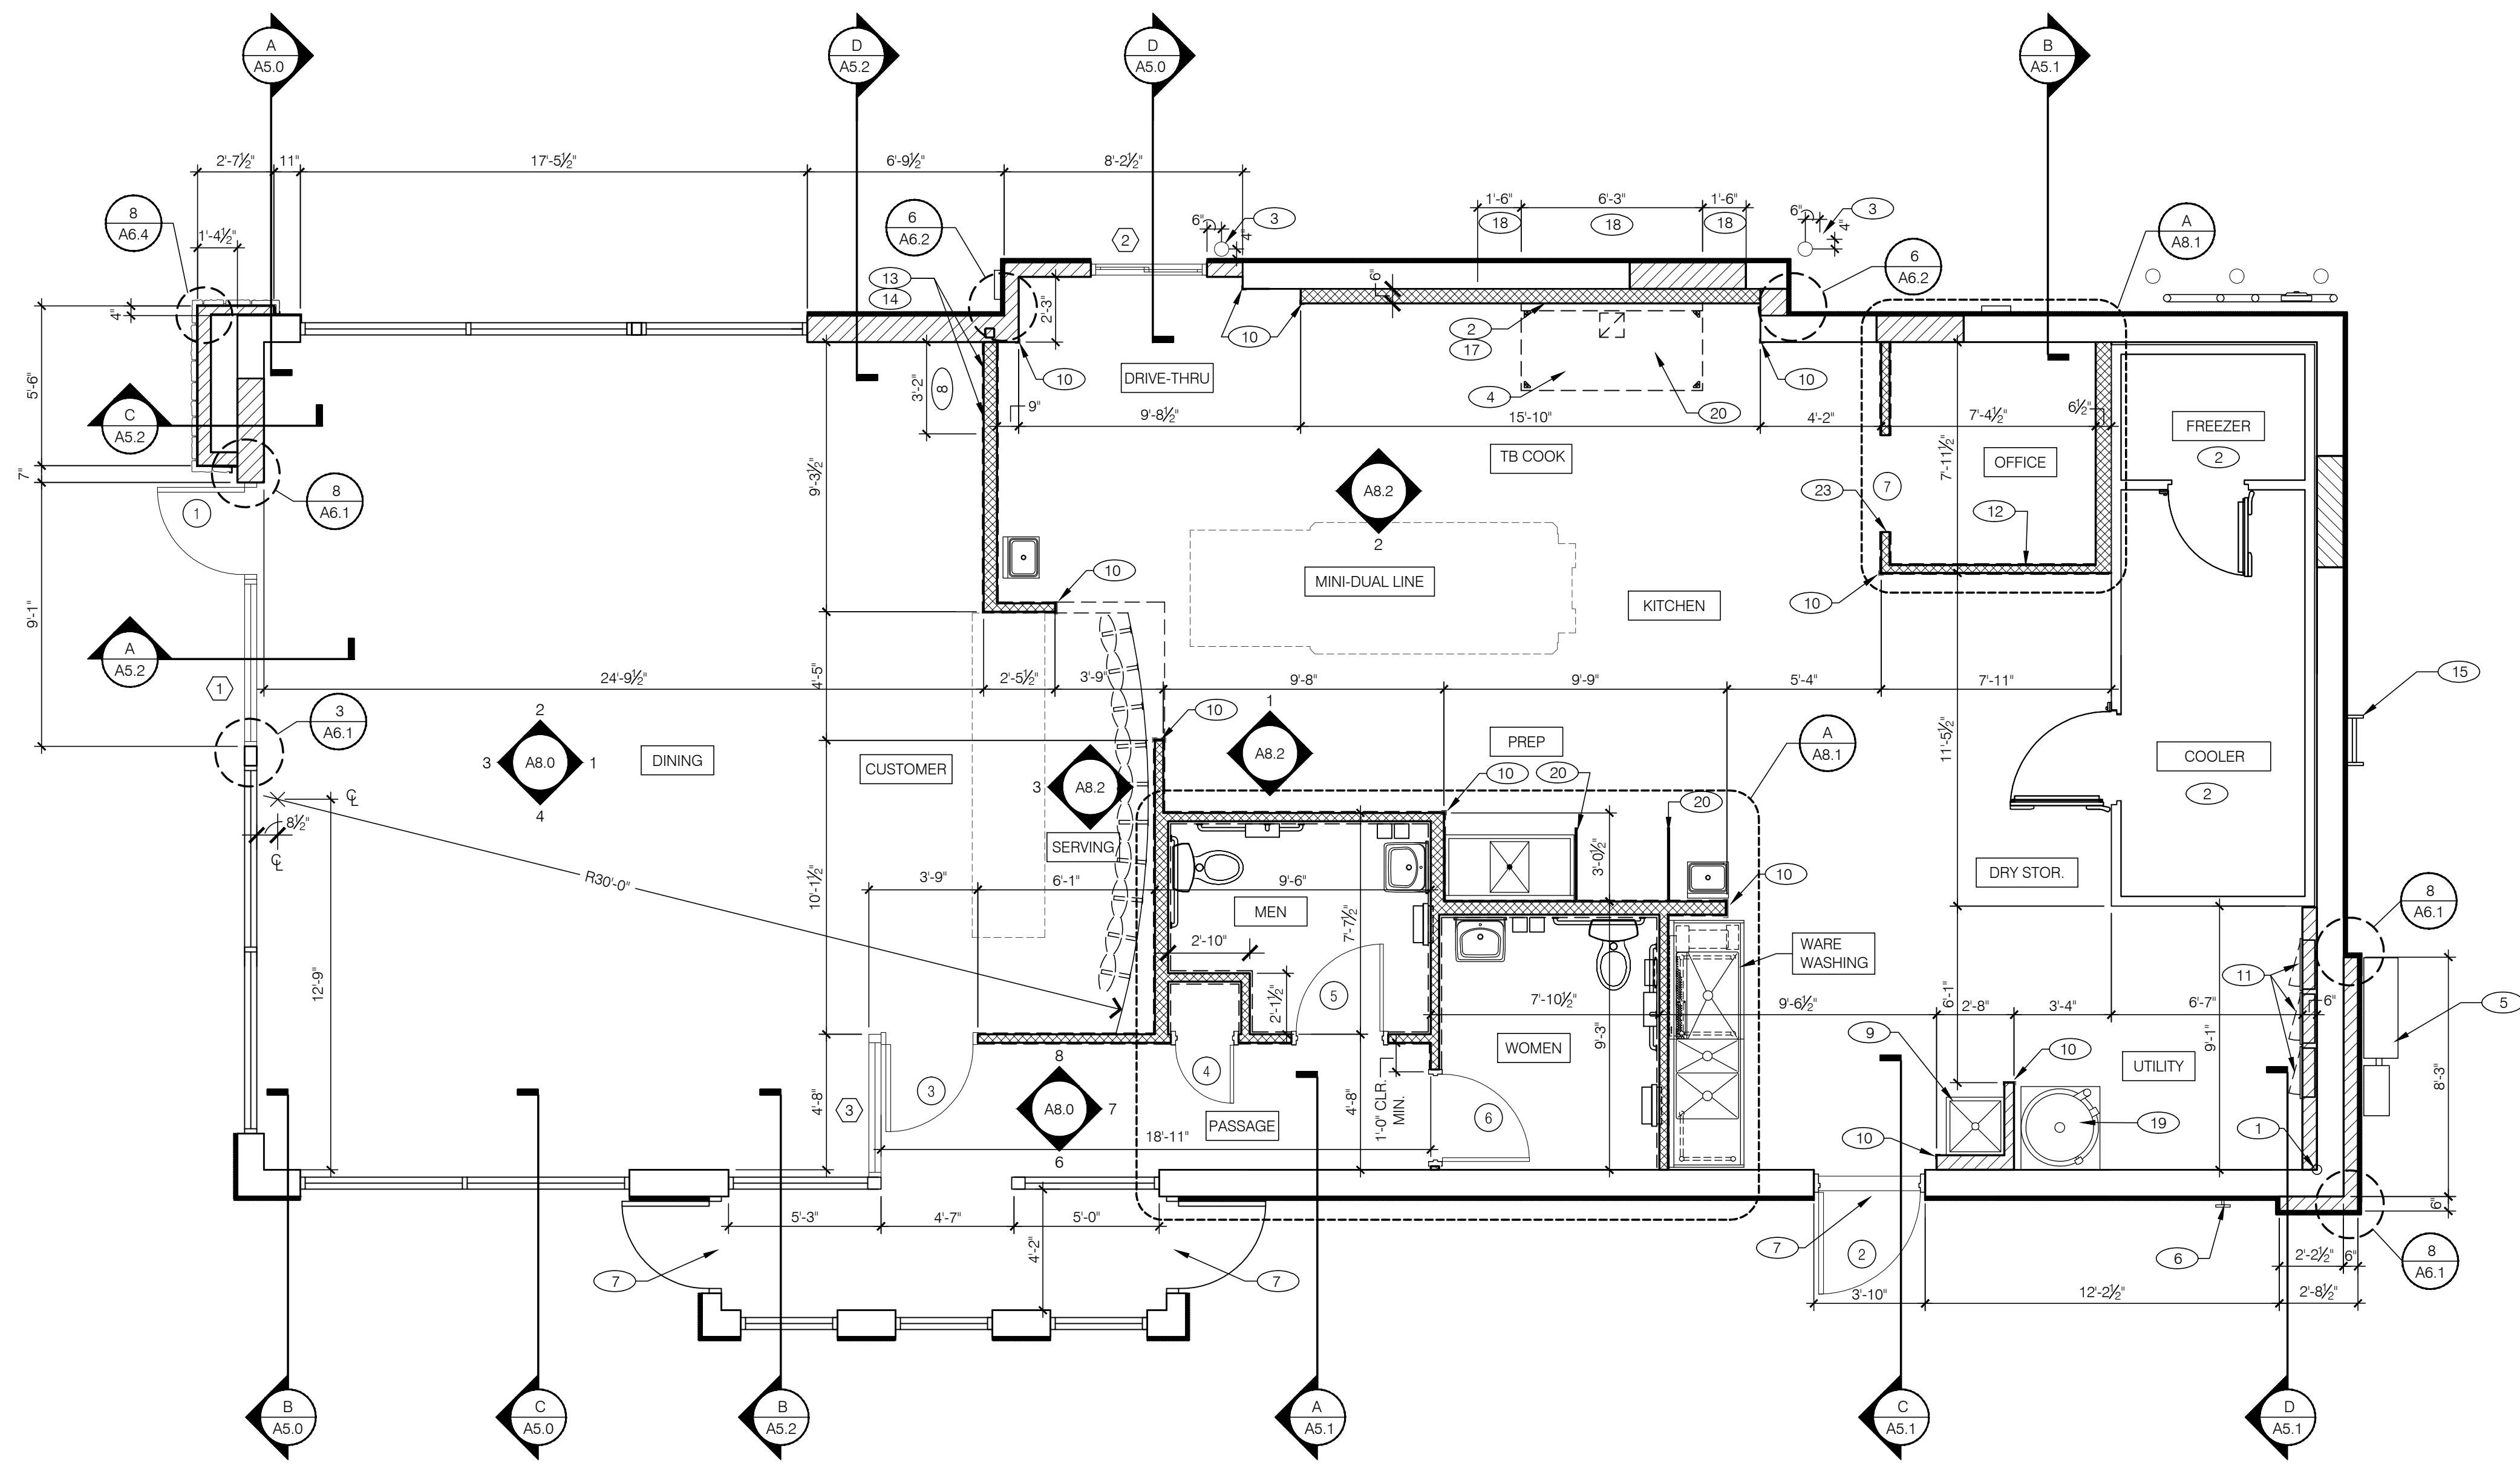 A
A5.0
D
A5.2
D
A5.0
B
A5.1
2'-7½"
11"
17'-5½"
6'-9½"
8'-2½"
8
A6.4
1'-4½"
6
A6.2
2
6"
3
4"
1'-6"
6'-3"
1'-6"
18
18
18
6"
3
4"
6
A6.2
A
A8.1
13
14
2'-3"
6"
4"
10
2
17
5'-6"
3'-2"
8
10
DRIVE-THRU
4
20
10
C
A5.2
9"
9'-8½"
15'-10"
4'-2"
7'-4½"
6½"
FREEZER
2
TB COOK
OFFICE
7'-11½"
7"
9'-3½"
A8.2
2
23
7
12
8
A6.1
1
10
MINI-DUAL LINE
KITCHEN
10
9'-1"
A
A5.2
1
24'-9½"
4'-5"
2'-5½"
3'-9"
9'-8"
9'-9"
5'-4"
7'-11"
15
3
A6.1
2
3
A8.0
1
4
DINING
CUSTOMER
10
1
A8.2
PREP
A
A8.1
11'-5½"
COOLER
2
3
A8.2
10
20
20
8½"
SERVING
R30'-0"
3'-9"
6'-1"
9'-6"
3'-0½"
10
DRY STOR.
10'-1½"
MEN
7'-7½"
8
A6.1
2'-10"
WARE
WASHING
12'-9"
2'-1½"
5
7'-10½"
9'-6½"
6'-1"
2'-8"
3'-4"
6'-7"
11
6"
5
9
10
9'-3"
WOMEN
9'-1"
UTILITY
8
A8.0
7
6
3
4
3
4'-8"
PASSAGE
18'-11"
4'-8"
1'-0" CLR.
MIN.
6
10
19
1
8'-3"
6"
5'-3"
4'-7"
5'-0"
4'-2"
7
7
7
2
6
2'-2½"
6"
8
A6.1
3'-10"
12'-2½"
2'-8½"
B
A5.0
C
A5.0
B
A5.2
A
A5.1
C
A5.1
D
A5.1